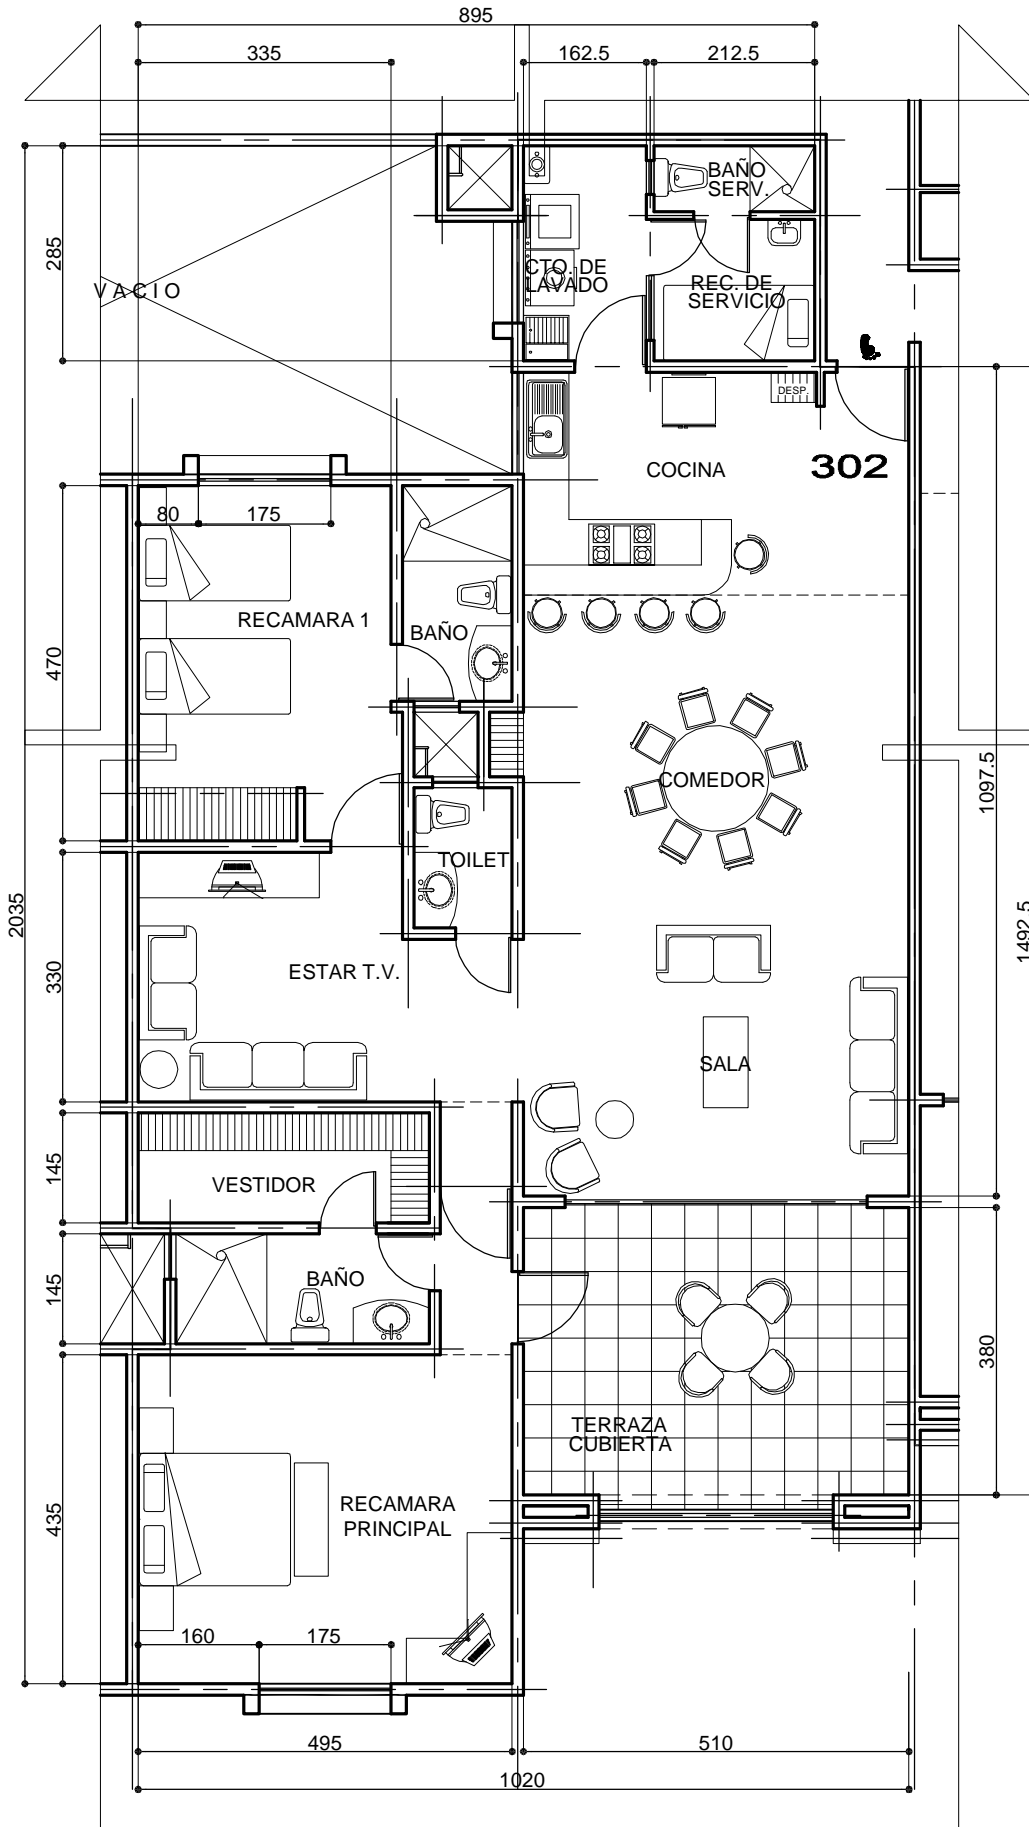 895
335
162.5
212.5
BAÑO
SERV.
285
V A C I O
CTO. DE
LAVADO
REC. DE
SERVICIO
DESP.
COCINA
302
80
175
RECAMARA 1
BAÑO
470
COMEDOR
1097.5
TOILET
2035
1492.5
330
ESTAR T.V.
SALA
145
VESTIDOR
145
BAÑO
380
TERRAZA
CUBIERTA
435
RECAMARA
PRINCIPAL
160
175
495
510
1020